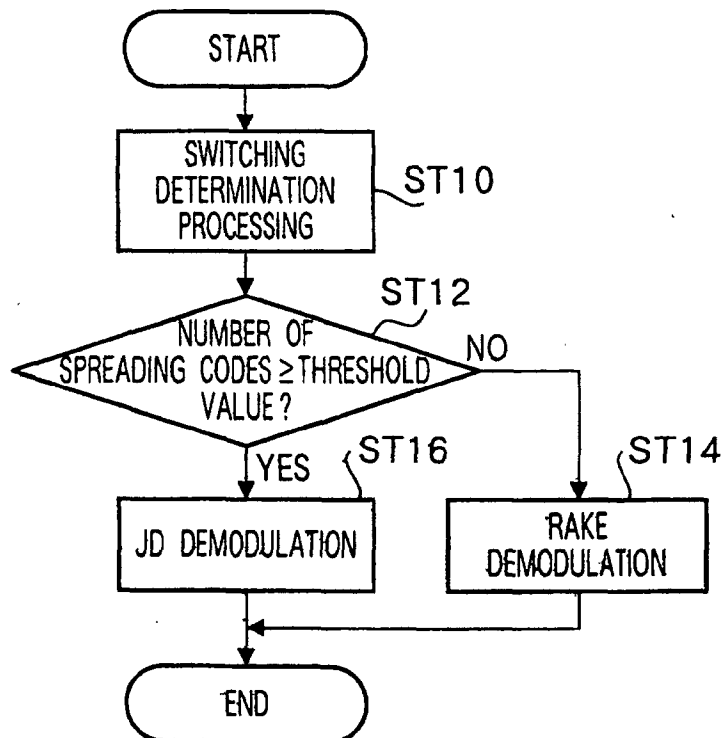 START
SWITCHING
DETERMINATION
PROCESSING
ST10
ST12
NUMBER OF
SPREADING CODES ≥ THRESHOLD
VALUE?
NO
YES
ST16
ST14
JD DEMODULATION
RAKE
DEMODULATION
END